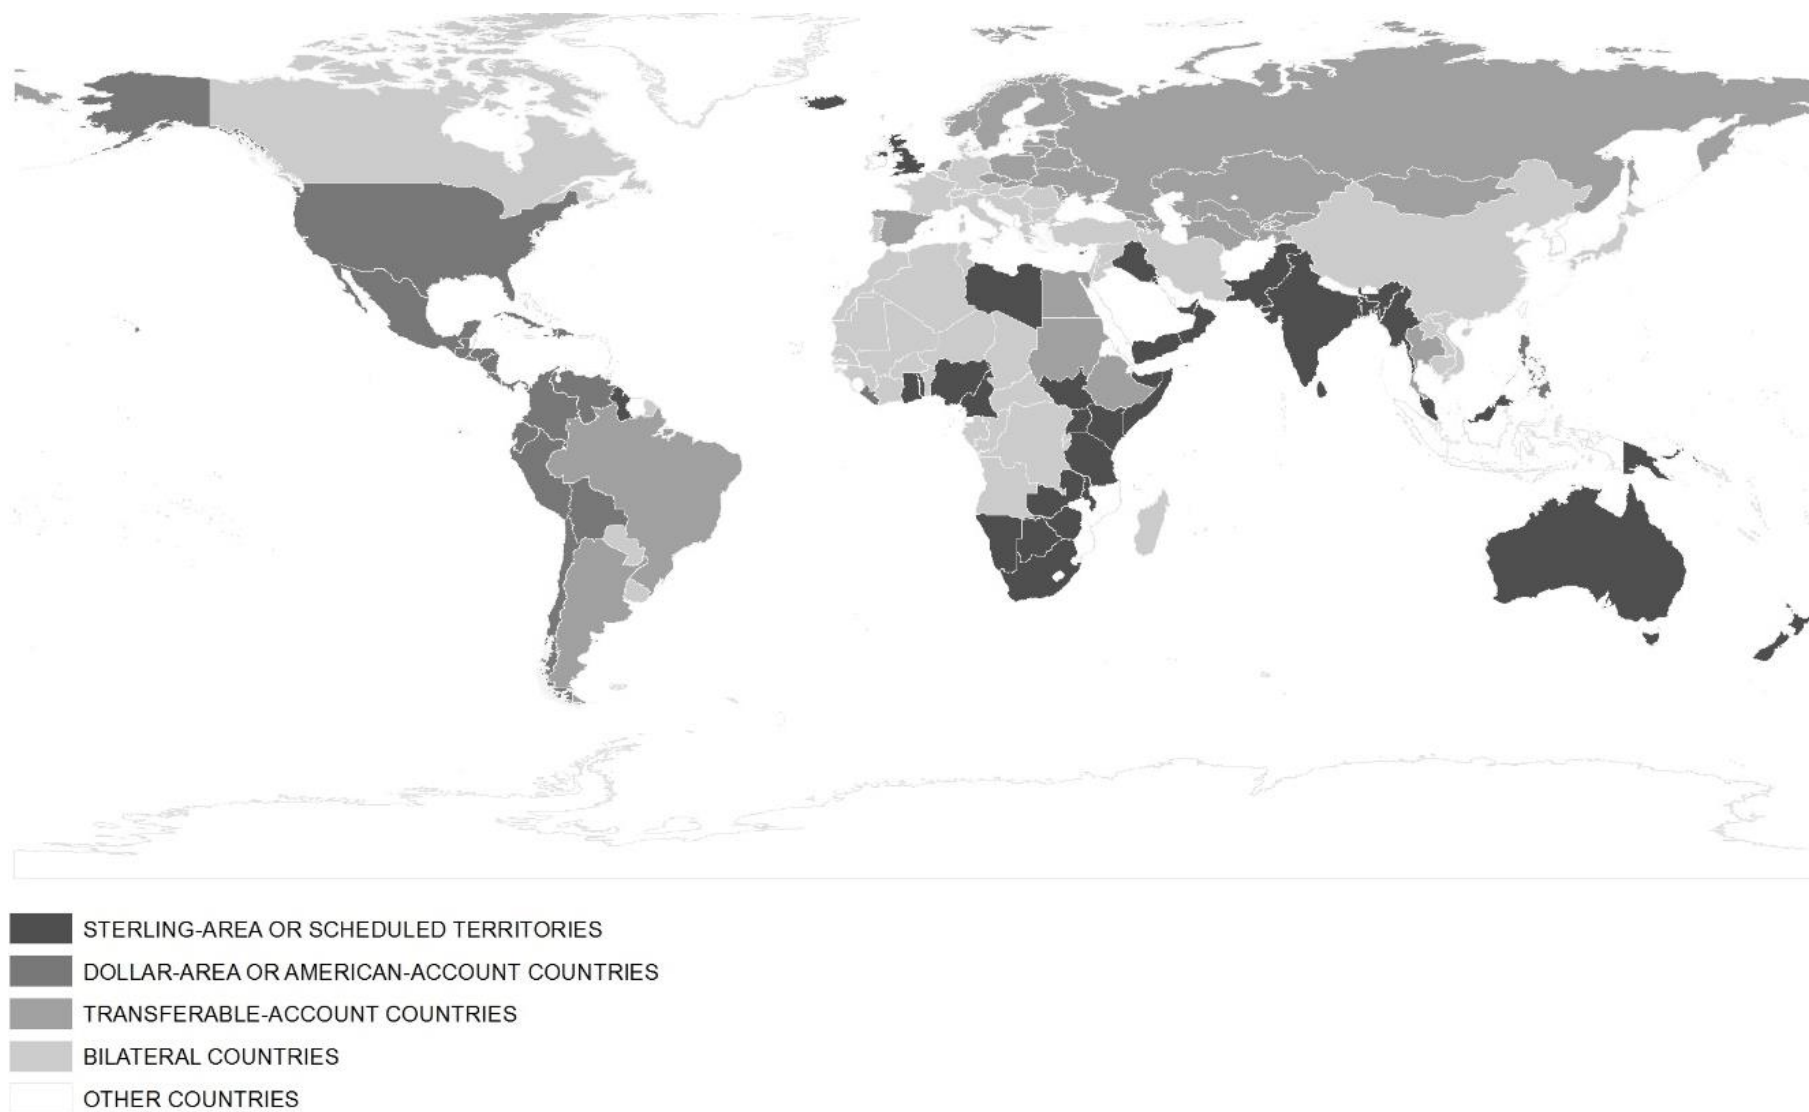 STERLING-AREA OR SCHEDULED TERRITORIES
DOLLAR-AREA OR AMERICAN-ACCOUNT COUNTRIES
TRANSFERABLE-ACCOUNT COUNTRIES
BILATERAL COUNTRIES
OTHER COUNTRIES